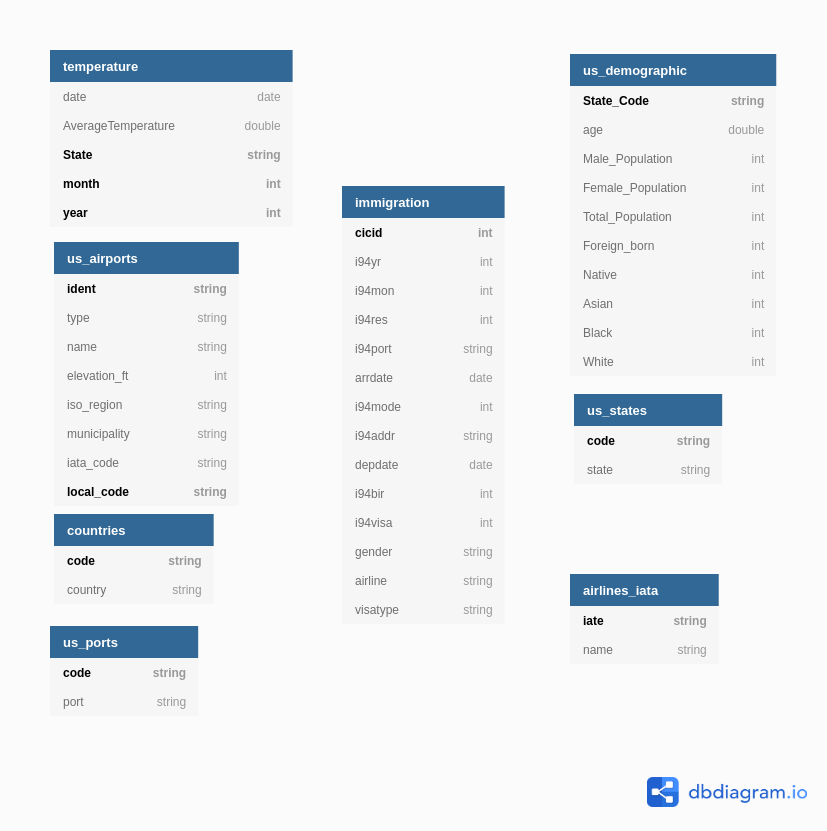 temperature
date date
AverageTemperature double
State string
month int
year int
us_airports
ident string
type string
name string
elevation_ft int
iso_region string
municipality string
iata_code string
local_code string
countries
code string
country string
us_ports
code string
port string
immigration
cicid int
i94yr int
i94mon int
i94res int
i94port string
arrdate date
i94mode int
i94addr string
depdate date
i94bir int
i94visa int
gender string
airline string
visatype string
us_demographic
State_Code string
age double
Male_Population int
Female_Population int
Total_Population int
Foreign_born int
Native int
Asian int
Black int
White int
us_states
code string
state string
airlines_iata
iate string
name string
dbdiagram.io